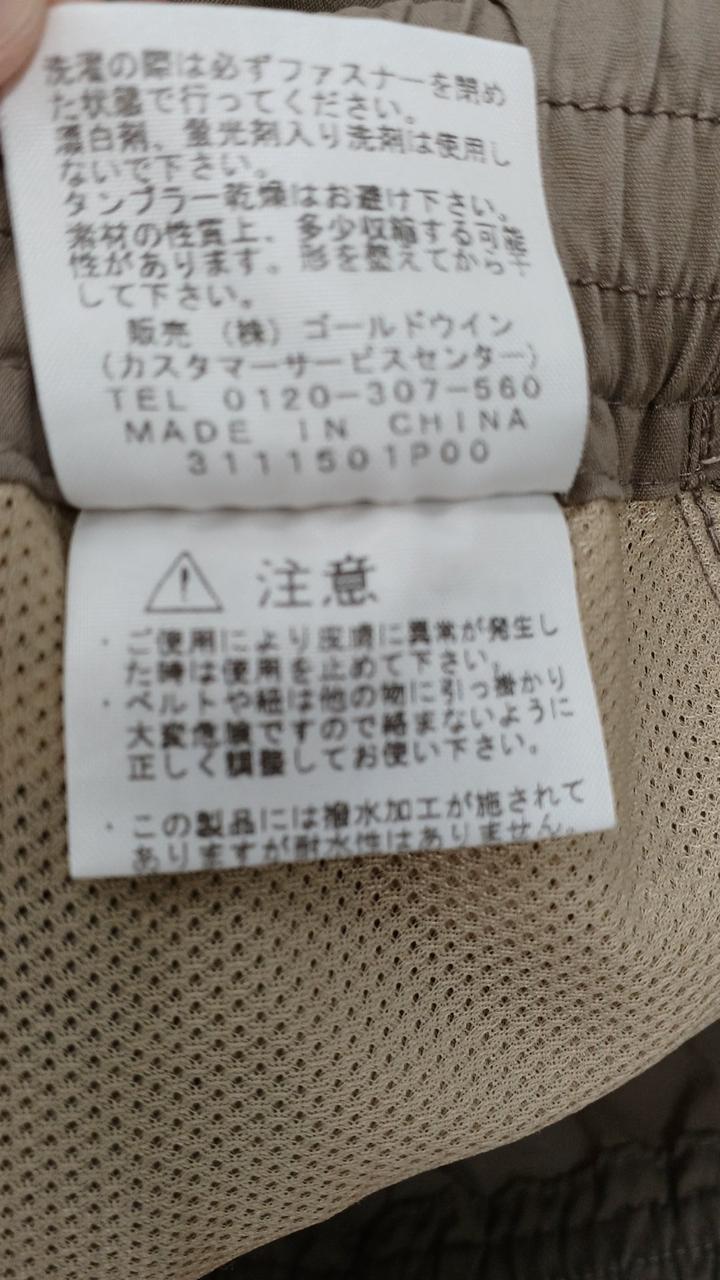 洗濯の際は必ずファスナーを閉め
た状態で行ってください。
漂白剤、蛍光剤入り洗剤は使用し
ないで下さい。
タンブラー乾燥はお避け下さい。
素材の性質上、多少収縮する可能
性があります。形を整えてから干
して下さい。
販売 (株) ゴールドウイン
(カスタマーサービスセンター)
TEL 0120-307-560
MADE IN CHINA
3111501P00
注意
・ご使用により皮膚に異常が発生し
た時は使用を止めて下さい。
・ベルトや紐は他の物に引っ掛かり
大変危険ですので絡まないように
正しく調整してお使い下さい。
・この製品には撥水加工が施されて
ありますが耐水性はありません。